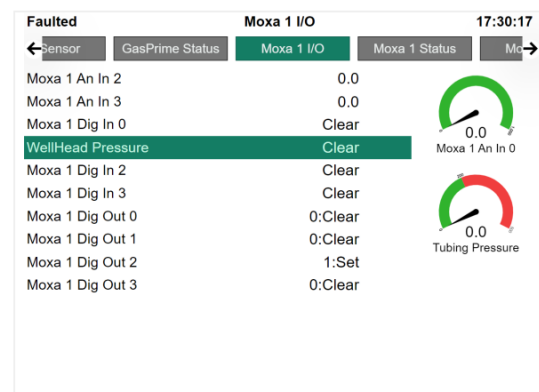 Faulted Moxa 1 I/O 17:30:17
Sensor GasPrime Status Moxa 1 I/O Moxa 1 Status Mo
Moxa 1 An In 2 0.0
Moxa 1 An In 3 0.0
Moxa 1 Dig In 0 Clear
WellHead Pressure Clear
Moxa 1 Dig In 2 Clear
Moxa 1 Dig In 3 Clear
Moxa 1 Dig Out 0 0:Clear
Moxa 1 Dig Out 1 0:Clear
Moxa 1 Dig Out 2 1:Set
Moxa 1 Dig Out 3 0:Clear
0.0
Moxa 1 An In 0
0.0
Tubing Pressure